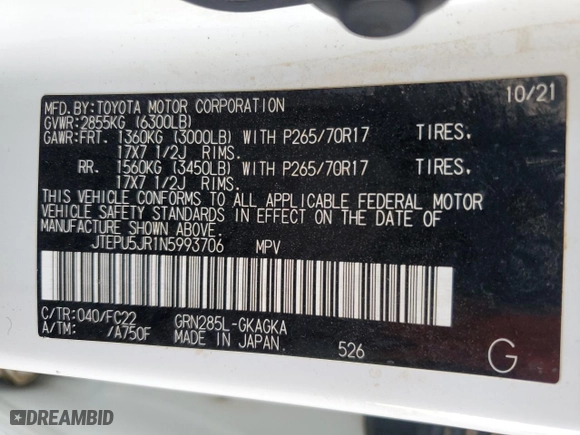 MFD.BY:TOYOTA MOTOR CORPORATION 10/21
GVWR:2855KG (6300LB)
GAWR:FRT. 1360KG (3000LB) WITH P265/70R17 TIRES,
17X7 1/2J RIMS.
RR. 1560KG (3450LB) WITH P265/70R17 TIRES,
17X7 1/2J RIMS.
THIS VEHICLE CONFORMS TO ALL APPLICABLE FEDERAL MOTOR
VEHICLE SAFETY STANDARDS IN EFFECT ON THE DATE OF
MANUFACTURE SHOWN ABOVE.
JTEPU5JR1N5993706 MPV
C/TR:040/FC22 GRN285L-GKAGKA
A/TM: /A750F MADE IN JAPAN. 526 G
DREAMBID